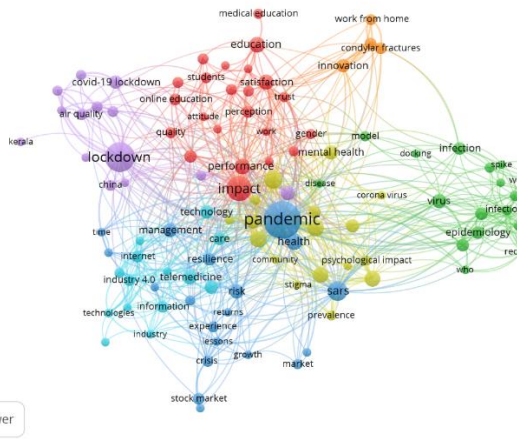 medical education
work from home
education
condylar fractures
innovation
covid-19 lockdown
students
satisfaction
trust
online education
air quality
attitude
perception
kerala
quality
work
gender
model
lockdown
mental health
docking
infection
performance
spike
china
impact
disease
corona virus
virus
technology
pandemic
time
management
care
health
epidemiology
internet
resilience
community
psychological impact
who
industry 4.0
telemedicine
stigma
risk
sars
technologies
information
returns
prevalence
experience
industry
lessons
crisis
growth
market
stock market